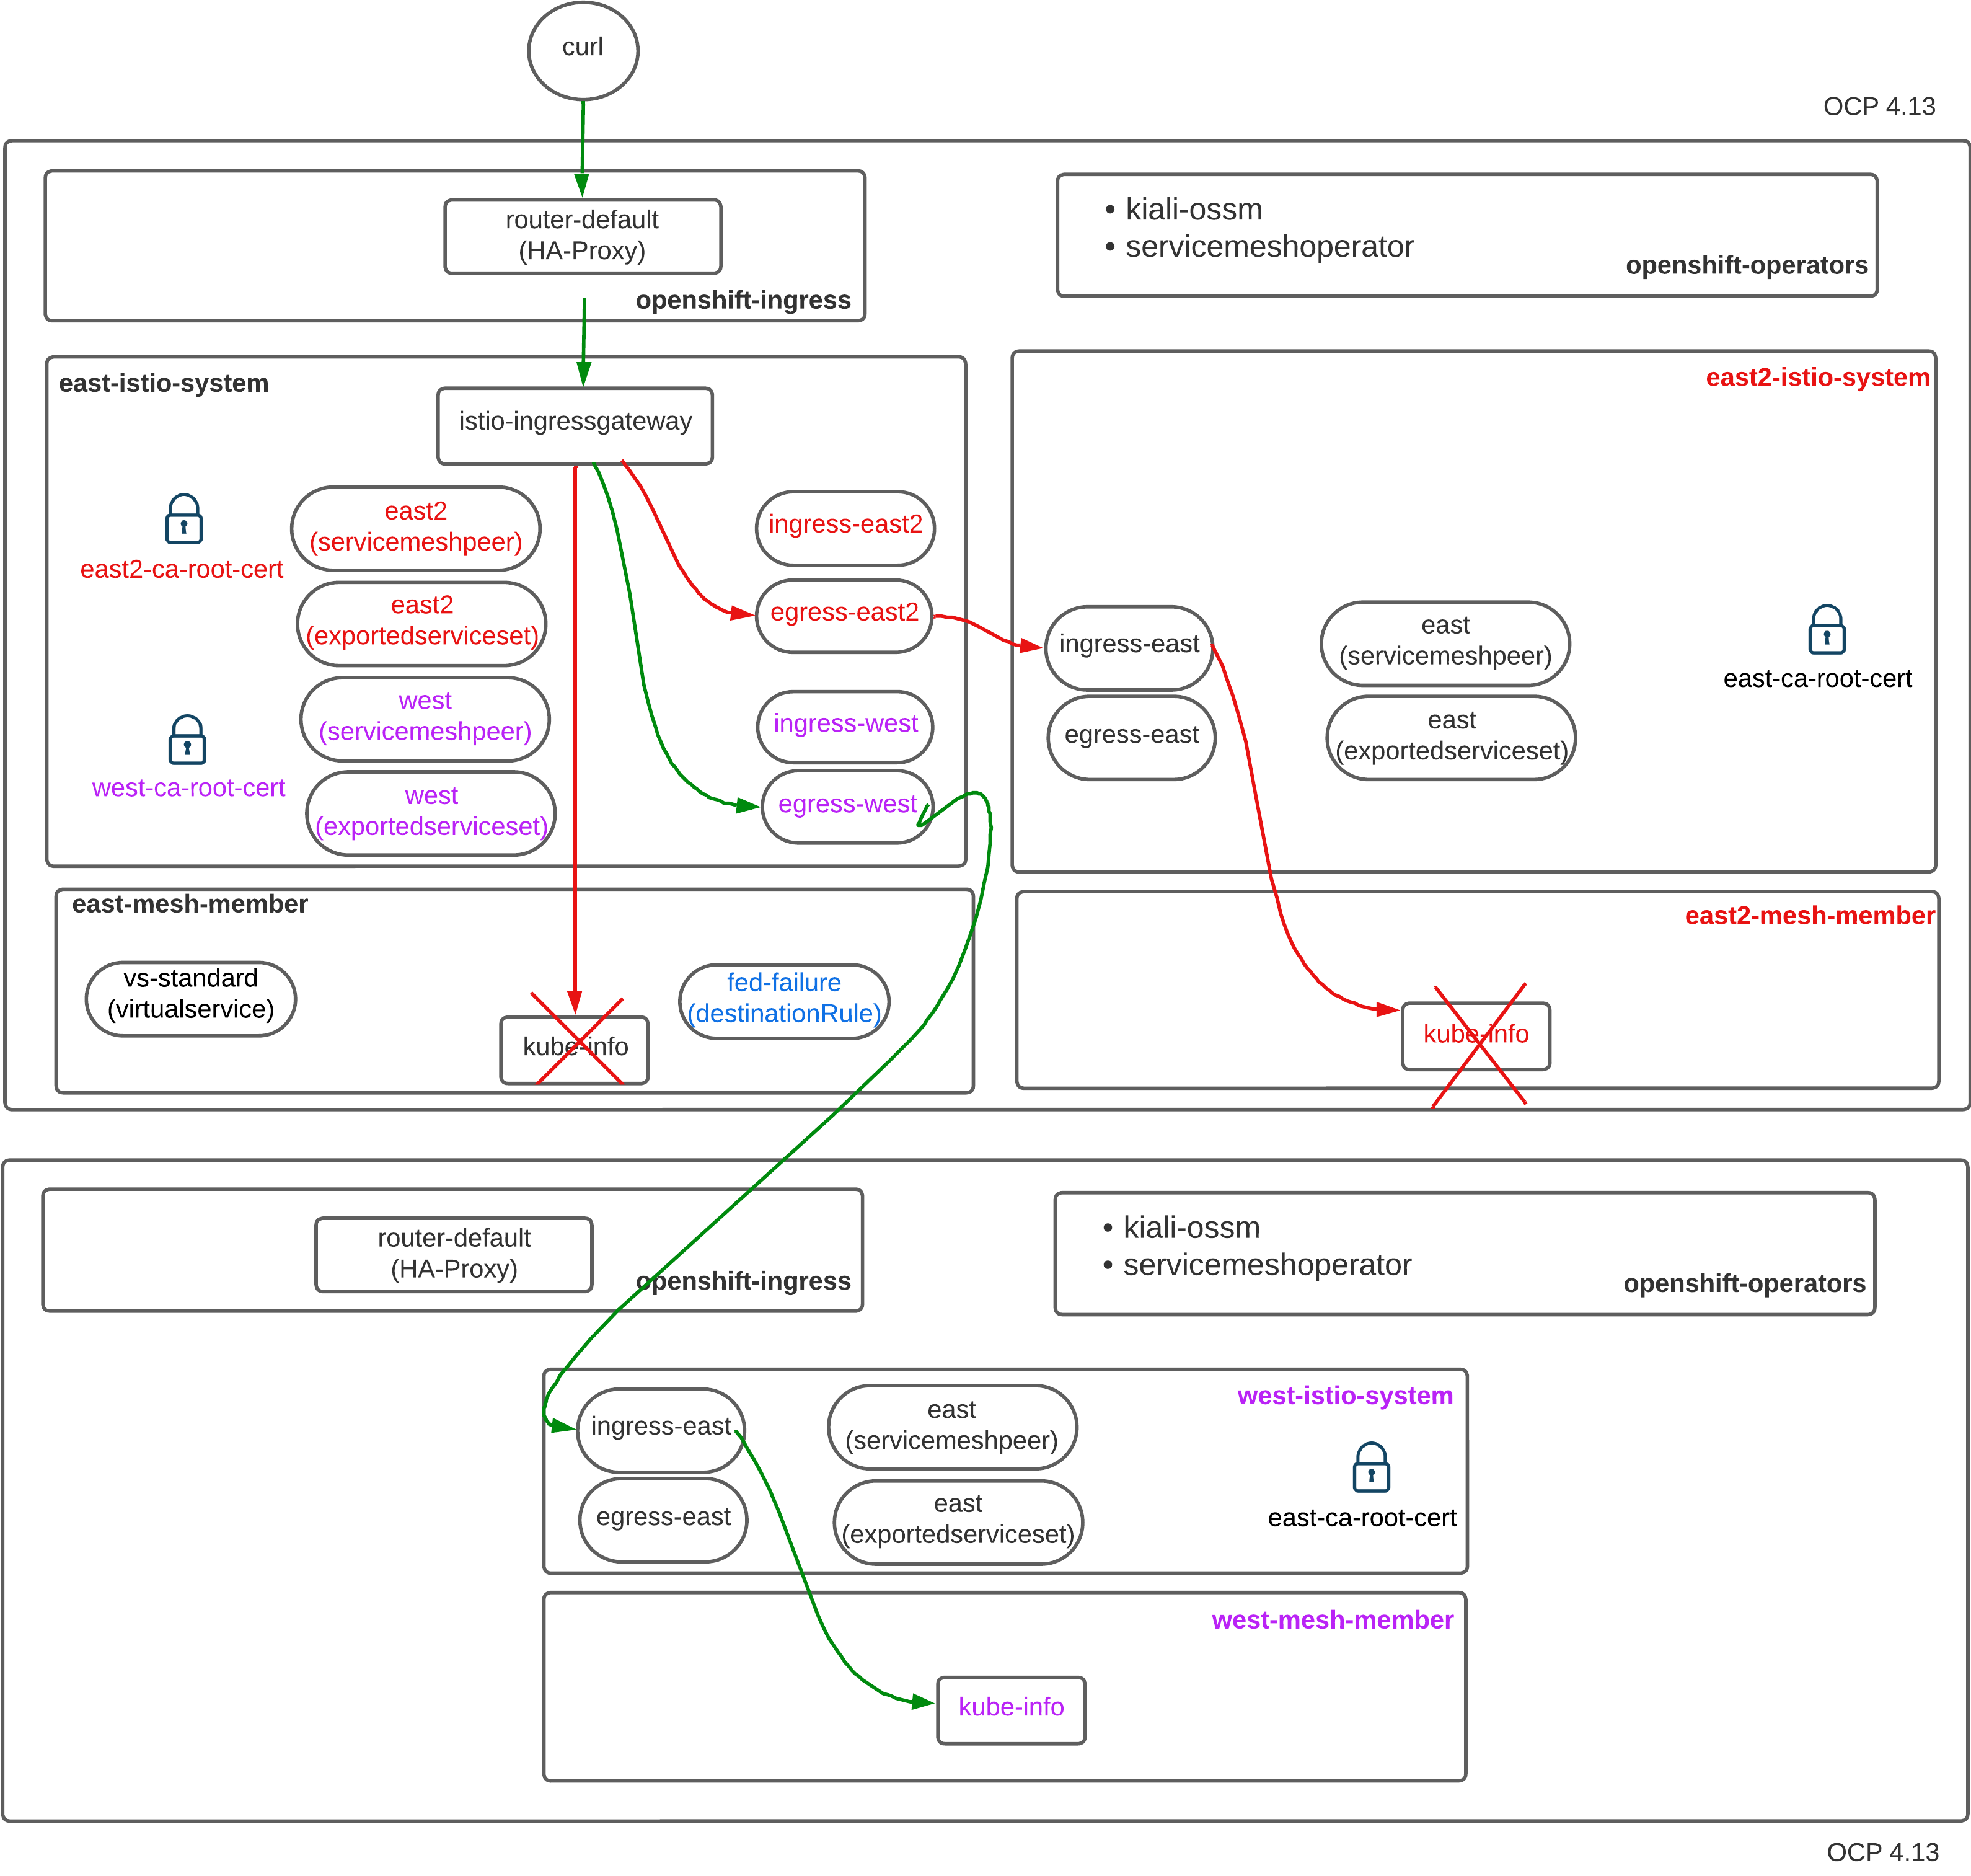 curl
OCP 4.13
router-default
(HA-Proxy)
openshift-ingress
• kiali-ossm
• servicemeshoperator
openshift-operators
east-istio-system
istio-ingressgateway
east2-ca-root-cert
east2
(servicemeshpeer)
east2
(exportedserviceset)
west-ca-root-cert
west
(servicemeshpeer)
west
(exportedserviceset)
ingress-east2
egress-east2
ingress-west
egress-west
east2-istio-system
ingress-east
egress-east
east
(servicemeshpeer)
east
(exportedserviceset)
east-ca-root-cert
east-mesh-member
vs-standard
(virtualservice)
kube-info
fed-failure
(destinationRule)
east2-mesh-member
kube-info
router-default
(HA-Proxy)
openshift-ingress
• kiali-ossm
• servicemeshoperator
openshift-operators
west-istio-system
ingress-east
egress-east
east
(servicemeshpeer)
east
(exportedserviceset)
east-ca-root-cert
west-mesh-member
kube-info
OCP 4.13